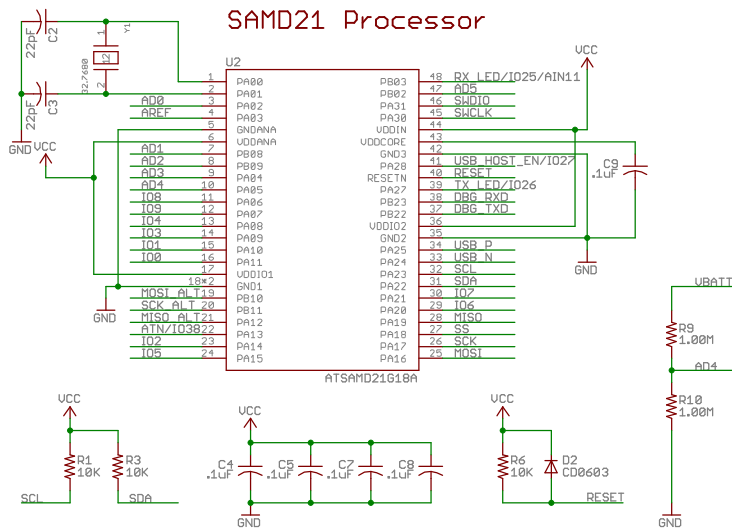 SAMD21 Processor
C2
22pF
C3
22pF
Y1
1
12
2
32.7680
GND
VCC
U2
1 PA00
2 PA01
AD0 3 PA02
AREF 4 PA03
5 GNDANA
6 VDDANA
AD1 7 PB08
AD2 8 PB09
AD3 9 PA04
AD4 10 PA05
IO8 11 PA06
IO9 12 PA07
IO4 13 PA08
IO3 14 PA09
IO1 15 PA10
IO0 16 PA11
17 VDDIO1
18*2 GND1
MOSI_ALT 19 PB10
SCK_ALT 20 PB11
MISO_ALT 21 PA12
ATN/IO38 22 PA13
IO2 23 PA14
IO5 24 PA15
GND
PB03 48 RX_LED/IO25/AIN11
PB02 47 AD5
PA31 46 SWDIO
PA30 45 SWCLK
VDDIN 44
VDDCORE 43
GND3 42
PA28 41 USB_HOST_EN/IO27
RESETN 40 RESET
PA27 39 TX_LED/IO26
PB23 38 DBG_RXD
PB22 37 DBG_TXD
VDDIO2 36
GND2 35
PA25 34 USB_P
PA24 33 USB_N
PA23 32 SCL
PA22 31 SDA
PA21 30 IO7
PA20 29 IO6
PA19 28 MISO
PA18 27 SS
PA17 26 SCK
PA16 25 MOSI
ATSAMD21G18A
VCC
C9
.1uF
GND
VBATT
R9
1.00M
AD4
R10
1.00M
GND
VCC
R1
10K
R3
10K
SCL
SDA
VCC
C4
.1uF
C5
.1uF
C7
.1uF
C8
.1uF
GND
VCC
R6
10K
D2
CD0603
RESET